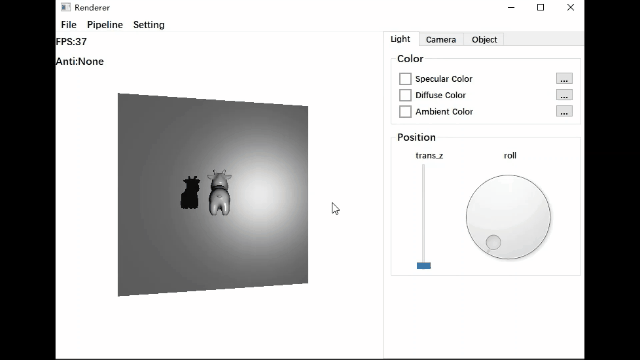 Renderer
File Pipeline Setting
FPS:37
Anti:None
Light Camera Object
Color
Specular Color ...
Diffuse Color ...
Ambient Color ...
Position
trans_z roll